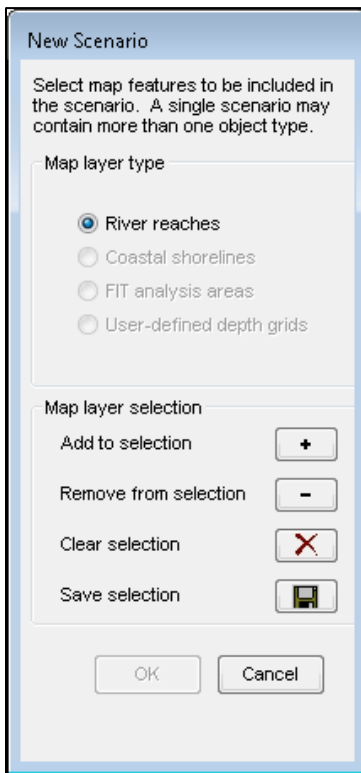 New Scenario
Select map features to be included in
the scenario. A single scenario may
contain more than one object type.
Map layer type
River reaches
Coastal shorelines
FIT analysis areas
User-defined depth grids
Map layer selection
Add to selection +
Remove from selection -
Clear selection
Save selection
OK Cancel